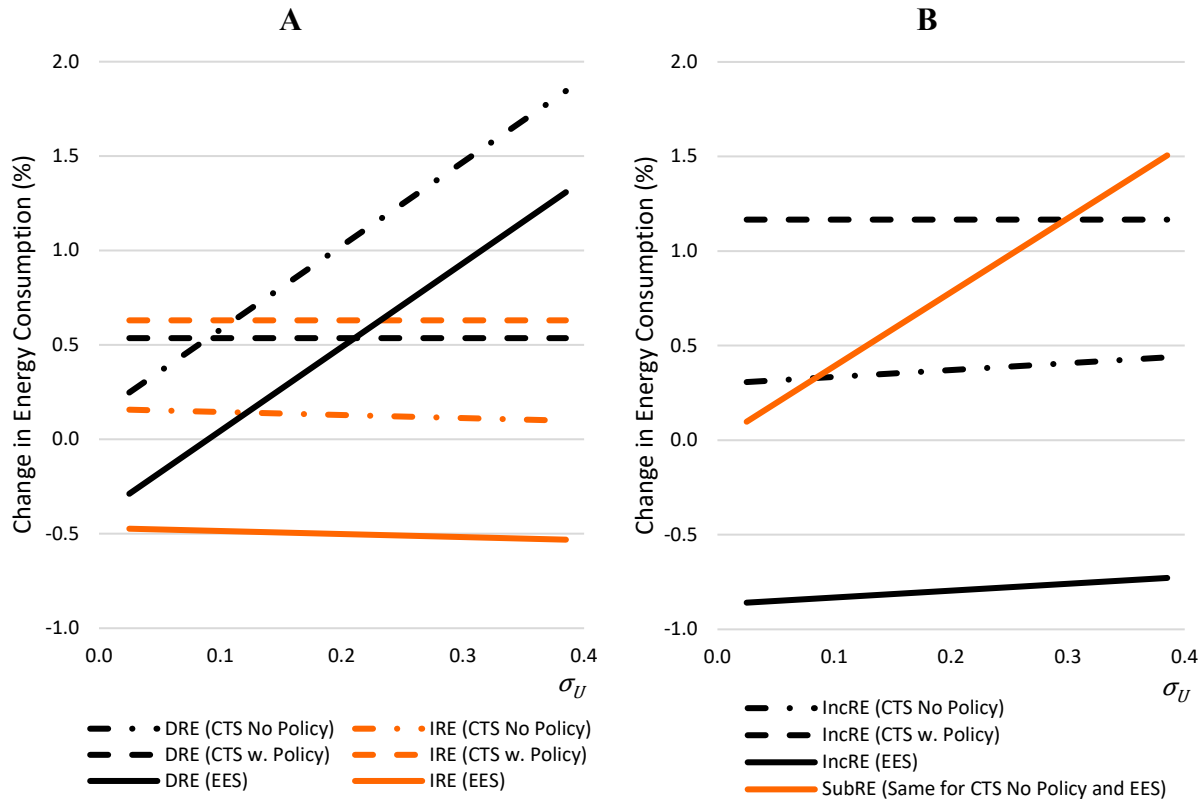 A
B
Change in Energy Consumption (%)
2.0
1.5
1.0
0.5
0.0
-0.5
-1.0
0.0 0.1 0.2 0.3 0.4
σU
DRE (CTS No Policy) IRE (CTS No Policy)
DRE (CTS w. Policy) IRE (CTS w. Policy)
DRE (EES) IRE (EES)
Change in Energy Consumption (%)
2.0
1.5
1.0
0.5
0.0
-0.5
-1.0
0.0 0.1 0.2 0.3 0.4
σU
IncRE (CTS No Policy)
IncRE (CTS w. Policy)
IncRE (EES)
SubRE (Same for CTS No Policy and EES)